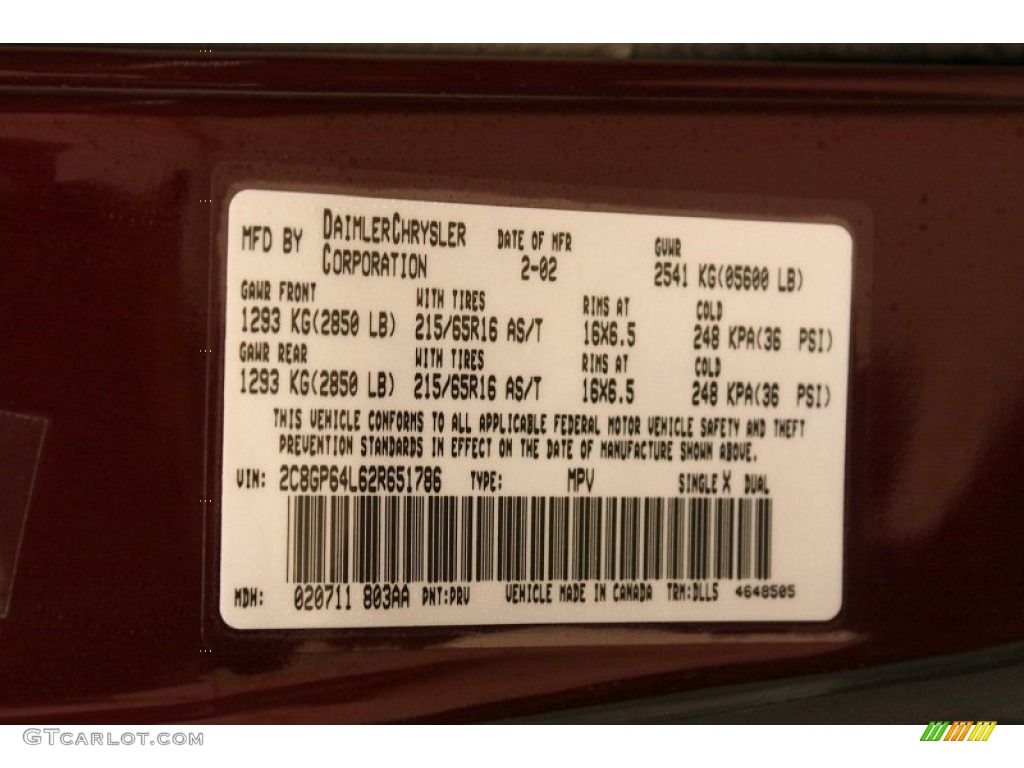 MFD BY DAIMLERCHRYSLER CORPORATION DATE OF MFR 2-02 GVWR 2541 KG(05600 LB)
GAWR FRONT WITH TIRES RIMS AT COLD
1293 KG(2850 LB) 215/65R16 AS/T 16X6.5 248 KPA(36 PSI)
GAWR REAR WITH TIRES RIMS AT COLD
1293 KG(2850 LB) 215/65R16 AS/T 16X6.5 248 KPA(36 PSI)
THIS VEHICLE CONFORMS TO ALL APPLICABLE FEDERAL MOTOR VEHICLE SAFETY AND THEFT
PREVENTION STANDARDS IN EFFECT ON THE DATE OF MANUFACTURE SHOWN ABOVE.
VIN: 2C8GP64L62R651786 TYPE: MPV SINGLE X DUAL
MDH: 020711 803AA PNT:PRV VEHICLE MADE IN CANADA TRM:DLL5 4648505
GTCARLOT.COM